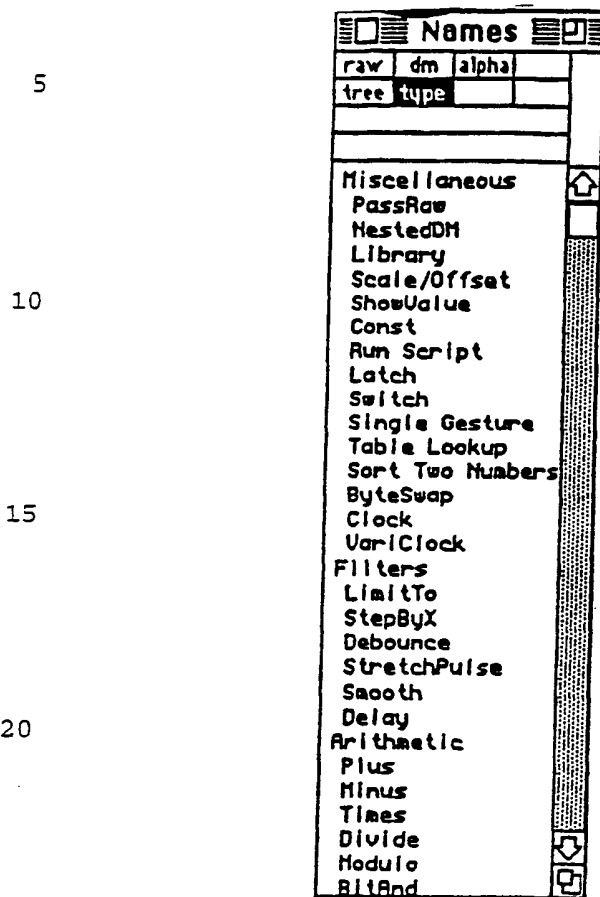 Names
raw dm alpha
5
tree type
Miscellaneous
PassRaw
NestedDM
Library
Scale/Offset
10
ShowValue
Const
Run Script
Latch
Switch
Single Gesture
Table Lookup
Sort Two Numbers
ByteSwap
15
Clock
VariClock
Filters
LimitTo
StepByX
Debounce
StretchPulse
Smooth
Delay
20
Arithmetic
Plus
Minus
Times
Divide
Modulo
BitAnd